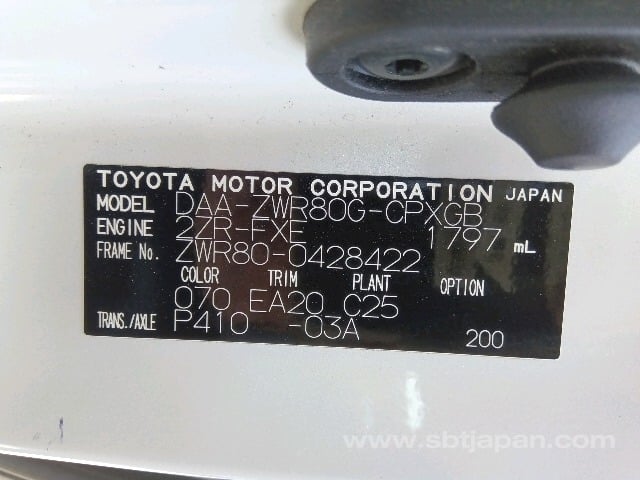 TOYOTA MOTOR CORPORATION JAPAN
MODEL DAA-ZWR80G-CPXGB
ENGINE 2ZR-FXE 1797 mL
FRAME No. ZWR80-0428422
COLOR TRIM PLANT OPTION
070 EA20 C25
TRANS./AXLE P410 -03A 200
www.sbtjapan.com